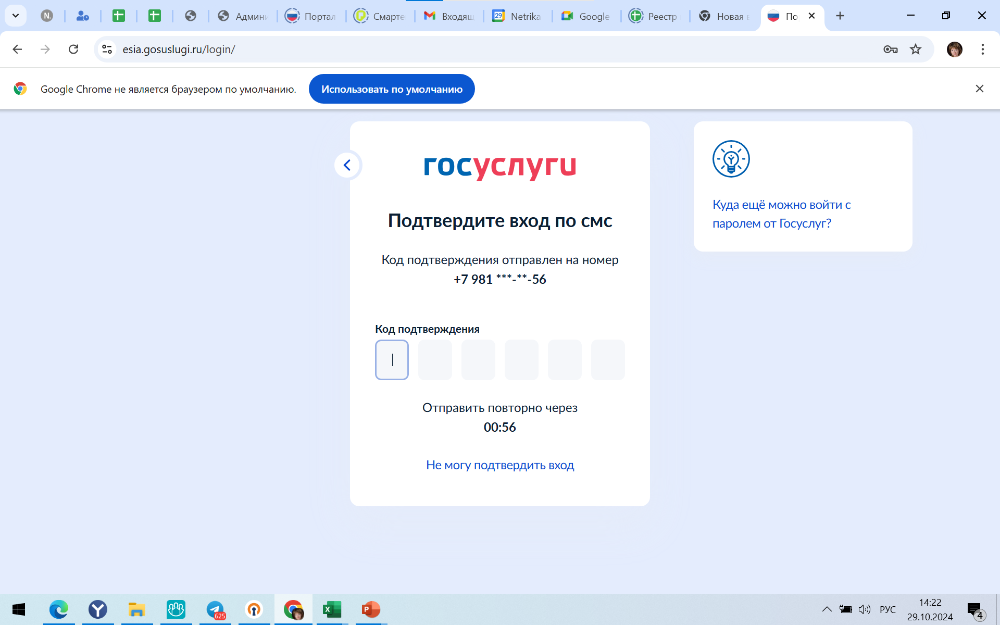 N.
Админ
Портал
Смарте
Входящ
29
Netrika
Google
Реестр
Новая в
По
esia.gosuslugi.ru/login/
Google Chrome не является браузером по умолчанию.
Использовать по умолчанию
госуслуги
Подтвердите вход по смс
Код подтверждения отправлен на номер
+7 981 ***-**-56
Код подтверждения
Отправить повторно через
00:56
Не могу подтвердить вход
Куда ещё можно войти с
паролем от Госуслуг?
625
X
P
РУС
14:22
29.10.2024
4